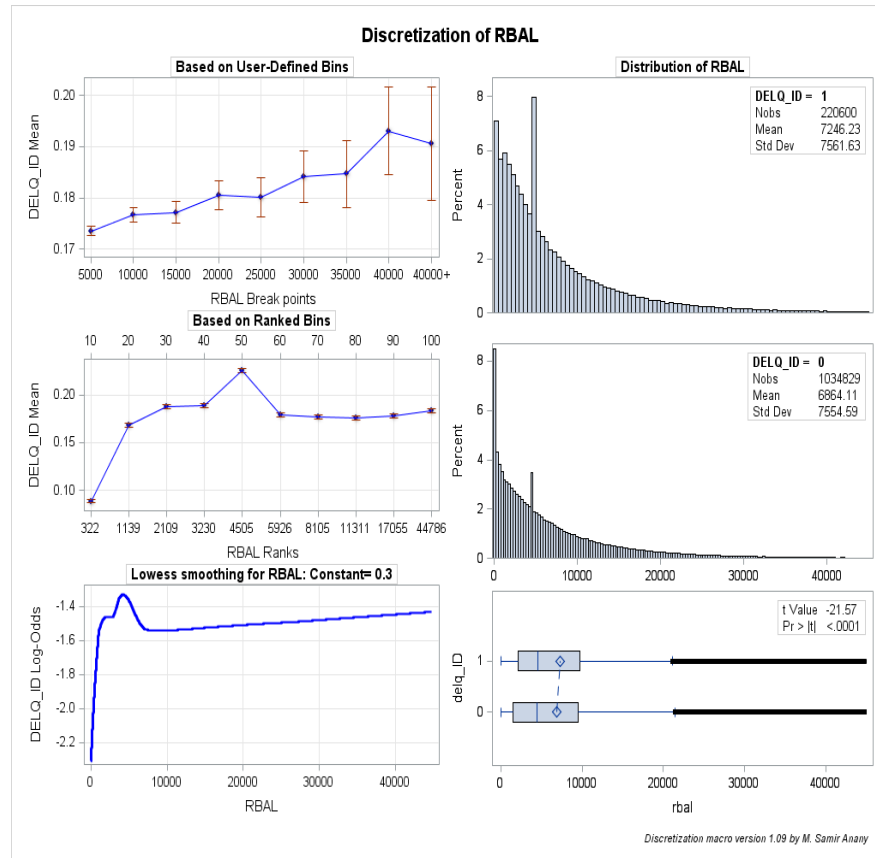 Discretization of RBAL
Based on User-Defined Bins
DELQ_ID Mean
0.20
0.19
0.18
0.17
5000 10000 15000 20000 25000 30000 35000 40000 40000+
RBAL Break points
Based on Ranked Bins
10 20 30 40 50 60 70 80 90 100
DELQ_ID Mean
0.20
0.15
0.10
322 1139 2109 3230 4505 5926 8105 11311 17055 44786
RBAL Ranks
Lowess smoothing for RBAL: Constant= 0.3
DELQ_ID Log-Odds
-1.4
-1.6
-1.8
-2.0
-2.2
0 10000 20000 30000 40000
RBAL
Distribution of RBAL
Percent
8
6
4
2
0
DELQ_ID = 1
Nobs 220600
Mean 7246.23
Std Dev 7561.63
Percent
8
6
4
2
0
DELQ_ID = 0
Nobs 1034829
Mean 6864.11
Std Dev 7554.59
0 10000 20000 30000 40000
t Value -21.57
Pr > |t| <.0001
delq_ID
1
0
0 10000 20000 30000 40000
rbal
Discretization macro version 1.09 by M. Samir Anany